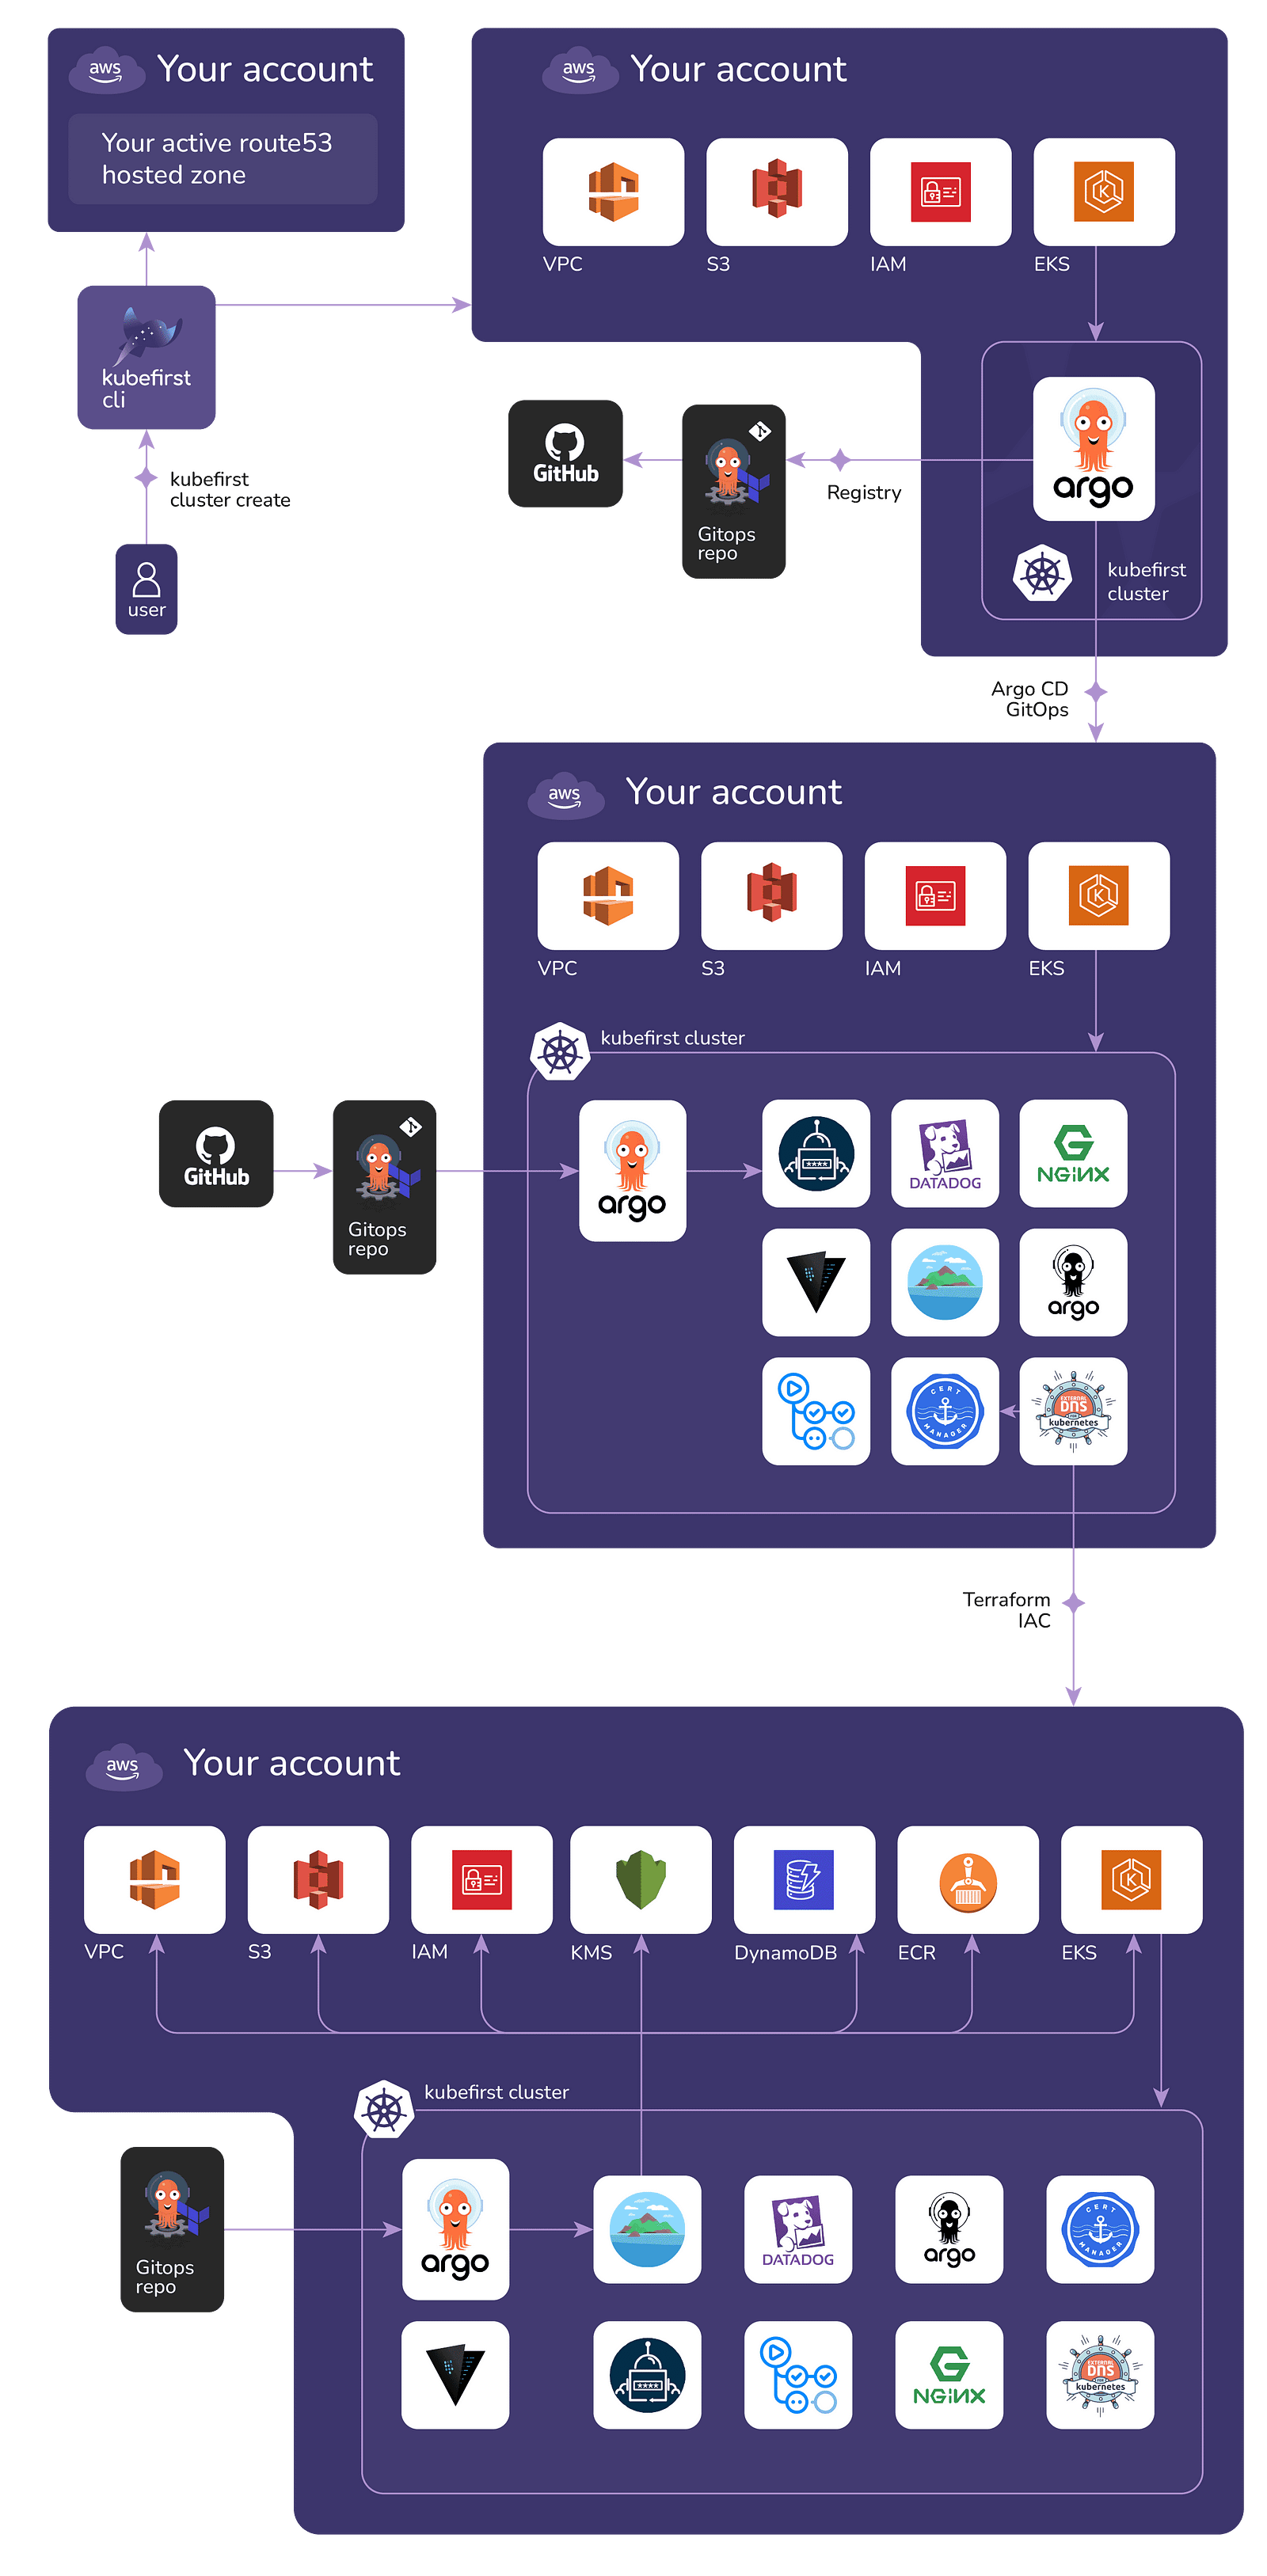 aws
Your account
Your active route53
hosted zone
kubefirst
cli
kubefirst
cluster create
user
aws
Your account
VPC
S3
IAM
K
EKS
GitHub
Gitops
repo
Registry
argo
kubefirst
cluster
Argo CD
GitOps
aws
Your account
VPC
S3
IAM
K
EKS
kubefirst cluster
GitHub
Gitops
repo
argo
****
DATADOG
NGINX
argo
CERT
MANAGER
EXTERNAL
DNS
kubernetes
Terraform
IAC
aws
Your account
VPC
S3
IAM
KMS
DynamoDB
ECR
K
EKS
kubefirst cluster
Gitops
repo
argo
DATADOG
argo
CERT
MANAGER
****
NGINX
EXTERNAL
DNS
kubernetes